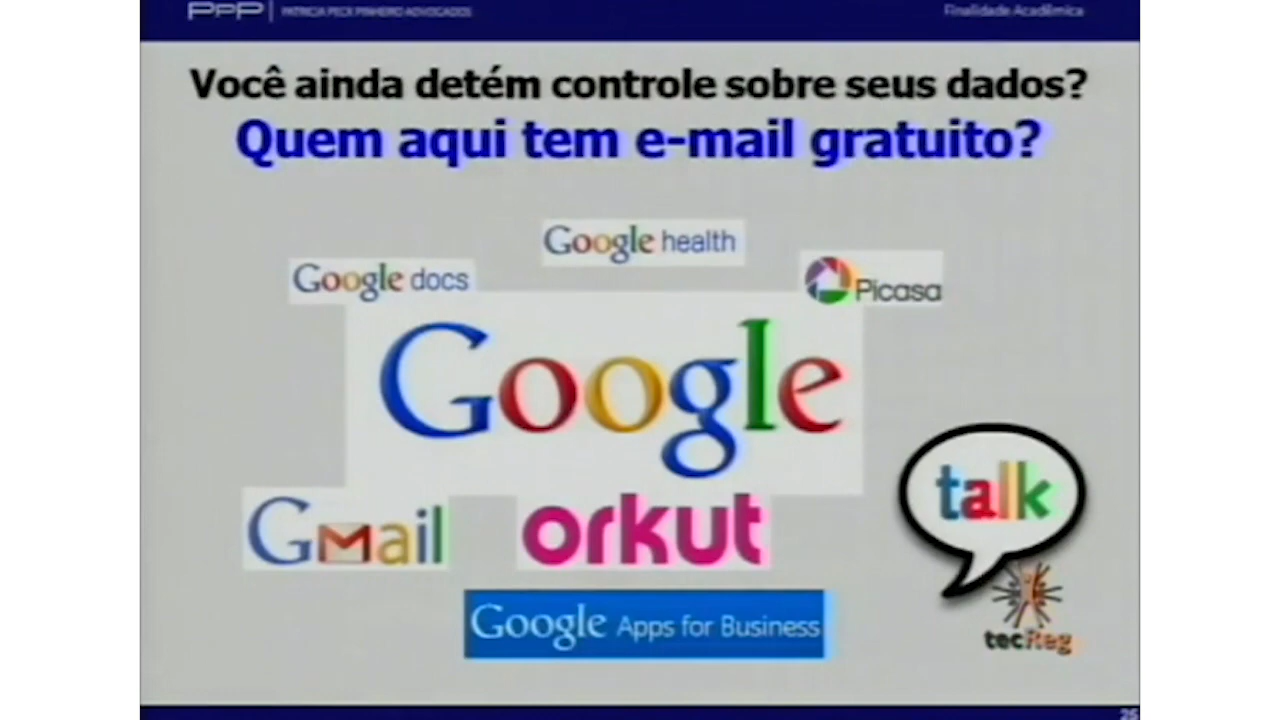 PPP | PATRICIA PECK PINHEIRO ADVOGADOS
Finalidade Acadêmica
Você ainda detém controle sobre seus dados?
Quem aqui tem e-mail gratuito?
Google health
Google docs
Picasa
Google
talk
Gmail
orkut
Google Apps for Business
tecReg
25